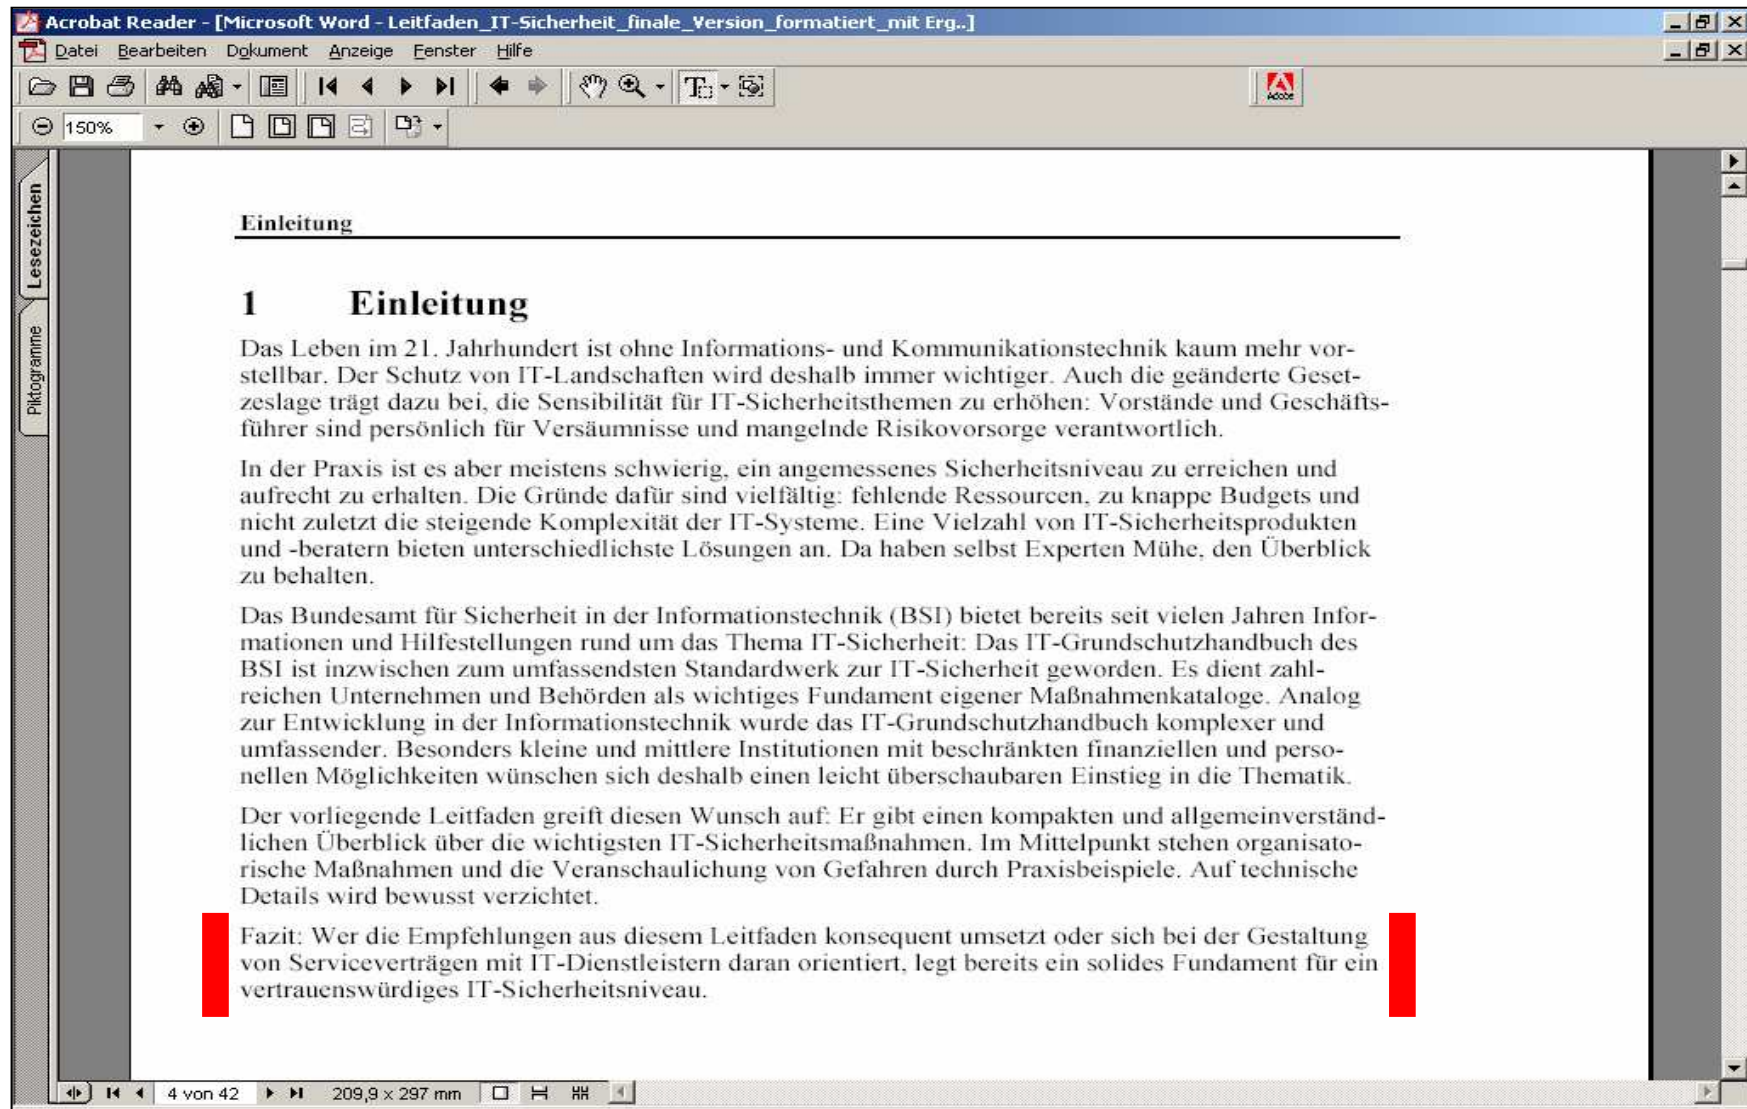 Acrobat Reader - [Microsoft Word - Leitfaden_IT-Sicherheit_finale_Version_formatiert_mit Erg..]
Datei Bearbeiten Dokument Anzeige Fenster Hilfe
Adobe
150%
Lesezeichen
Piktogramme
Einleitung
1 Einleitung
Das Leben im 21. Jahrhundert ist ohne Informations- und Kommunikationstechnik kaum mehr vor-
stellbar. Der Schutz von IT-Landschaften wird deshalb immer wichtiger. Auch die geänderte Geset-
zeslage trägt dazu bei, die Sensibilität für IT-Sicherheitsthemen zu erhöhen: Vorstände und Geschäfts-
führer sind persönlich für Versäumnisse und mangelnde Risikovorsorge verantwortlich.
In der Praxis ist es aber meistens schwierig, ein angemessenes Sicherheitsniveau zu erreichen und
aufrecht zu erhalten. Die Gründe dafür sind vielfältig: fehlende Ressourcen, zu knappe Budgets und
nicht zuletzt die steigende Komplexität der IT-Systeme. Eine Vielzahl von IT-Sicherheitsprodukten
und -beratern bieten unterschiedlichste Lösungen an. Da haben selbst Experten Mühe, den Überblick
zu behalten.
Das Bundesamt für Sicherheit in der Informationstechnik (BSI) bietet bereits seit vielen Jahren Infor-
mationen und Hilfestellungen rund um das Thema IT-Sicherheit: Das IT-Grundschutzhandbuch des
BSI ist inzwischen zum umfassendsten Standardwerk zur IT-Sicherheit geworden. Es dient zahl-
reichen Unternehmen und Behörden als wichtiges Fundament eigener Maßnahmenkataloge. Analog
zur Entwicklung in der Informationstechnik wurde das IT-Grundschutzhandbuch komplexer und
umfassender. Besonders kleine und mittlere Institutionen mit beschränkten finanziellen und perso-
nellen Möglichkeiten wünschen sich deshalb einen leicht überschaubaren Einstieg in die Thematik.
Der vorliegende Leitfaden greift diesen Wunsch auf: Er gibt einen kompakten und allgemeinverständ-
lichen Überblick über die wichtigsten IT-Sicherheitsmaßnahmen. Im Mittelpunkt stehen organisato-
rische Maßnahmen und die Veranschaulichung von Gefahren durch Praxisbeispiele. Auf technische
Details wird bewusst verzichtet.
Fazit: Wer die Empfehlungen aus diesem Leitfaden konsequent umsetzt oder sich bei der Gestaltung
von Serviceverträgen mit IT-Dienstleistern daran orientiert, legt bereits ein solides Fundament für ein
vertrauenswürdiges IT-Sicherheitsniveau.
4 von 42 209,9 x 297 mm